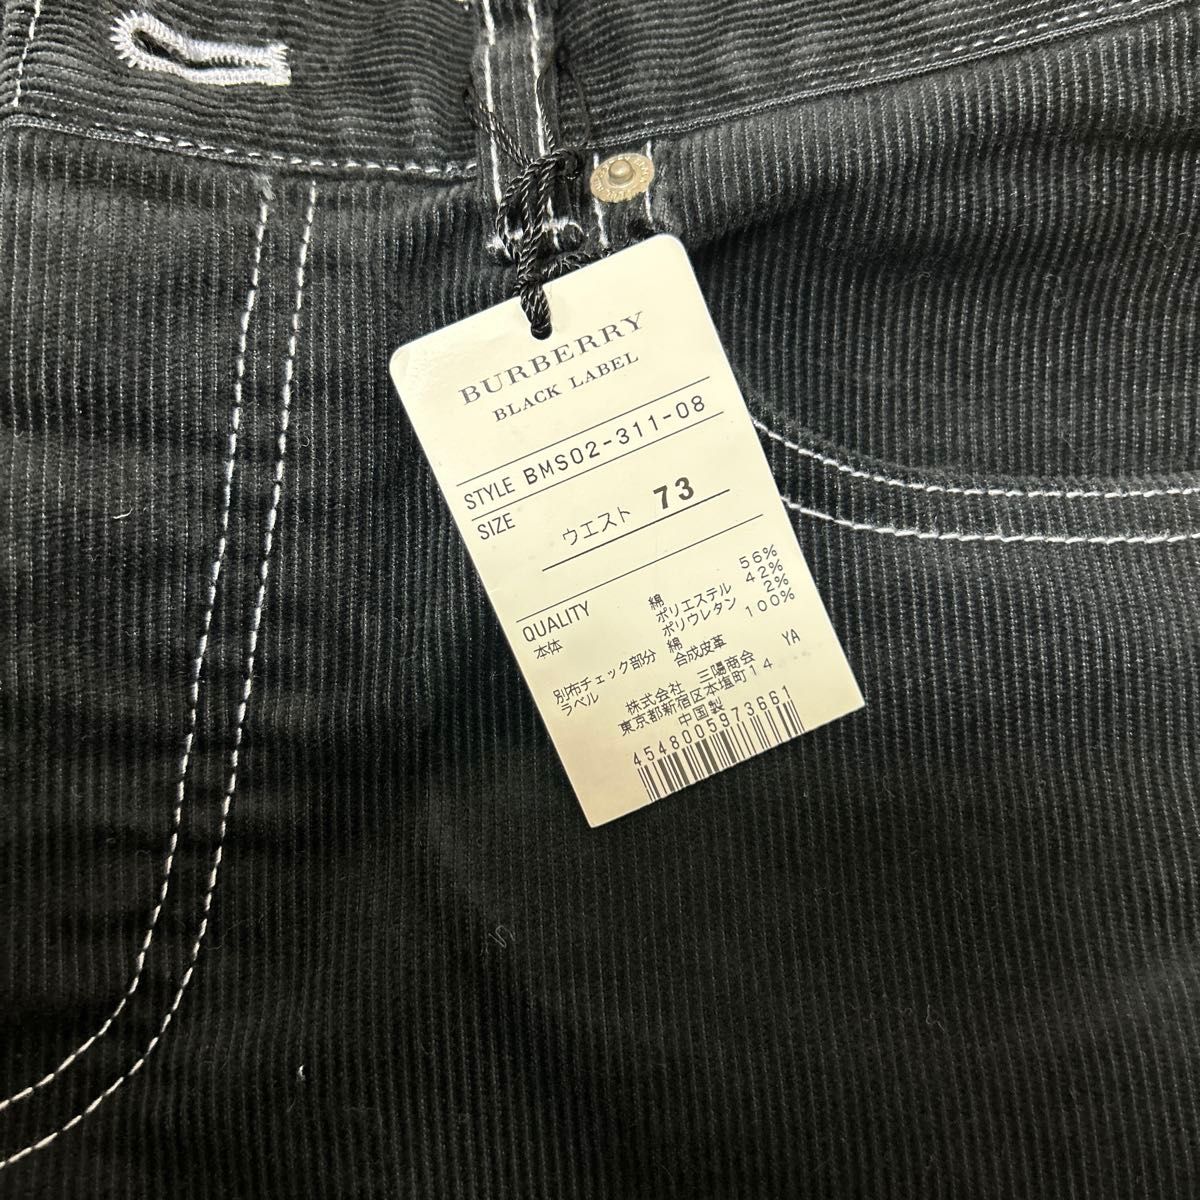 BURBERRY
BLACK LABEL
STYLE BMS02-311-08
SIZE
ウエスト 73
QUALITY
本体 綿 56%
ポリエステル 42%
ポリウレタン 2%
別布チェック部分 綿 100%
ラベル 合成皮革
YA
株式会社 三陽商会
東京都新宿区本塩町14
中国製
4548005973661